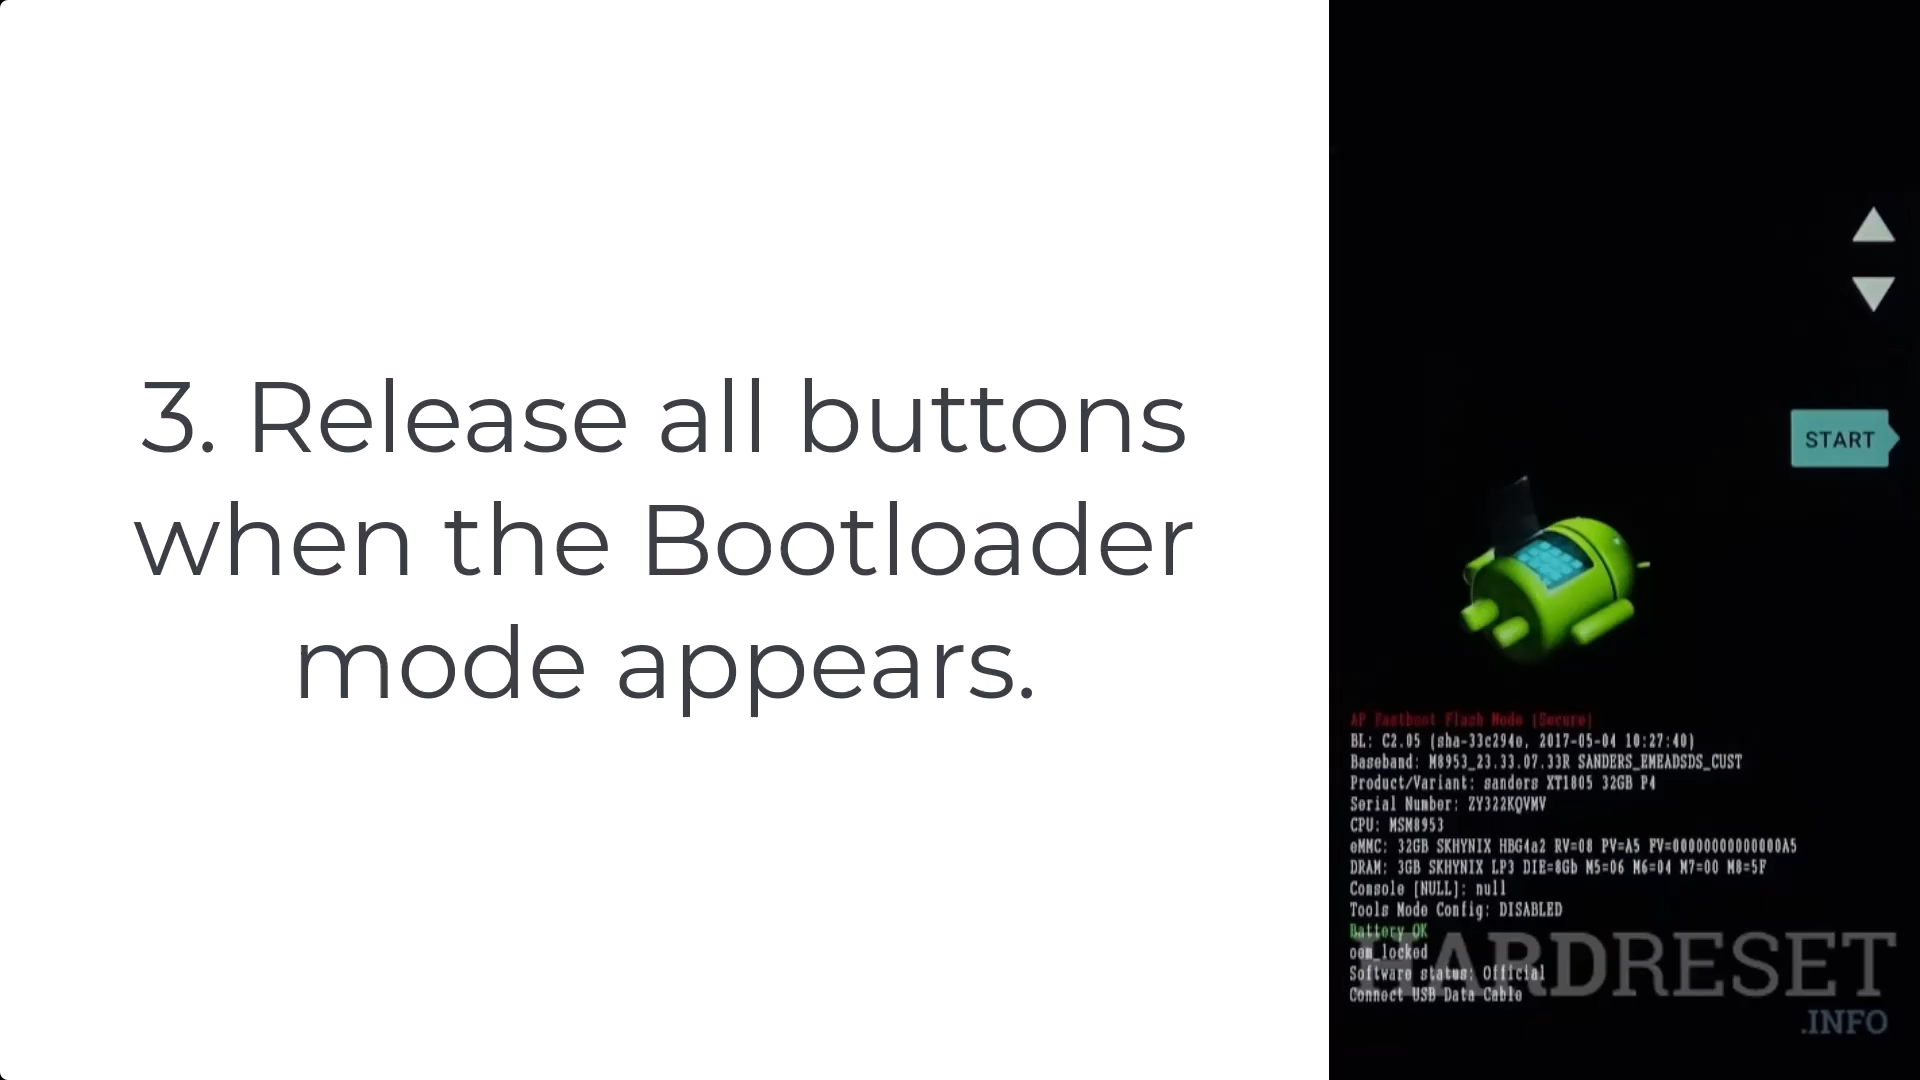 3. Release all buttons
when the Bootloader
mode appears.
START
AP Fastboot Flash Mode (Secure)
BL: C2.05 (sha-33c294e, 2017-05-04 10:27:40)
Baseband: M8953_23.33.07.33R SANDERS_EMEADSDS_CUST
Product/Variant: sanders XT1805 32GB P4
Serial Number: ZY322KQVMV
CPU: MSM8953
eMMC: 32GB SKHYNIX HBG4a2 RV=08 PV=A5 FV=00000000000000A5
DRAM: 3GB SKHYNIX LP3 DIE=8Gb M5=06 M6=04 M7=00 M8=5F
Console [NULL]: null
Tools Mode Config: DISABLED
Battery OK
oem_locked
Software status: Official
Connect USB Data Cable
HARDRESET
.INFO